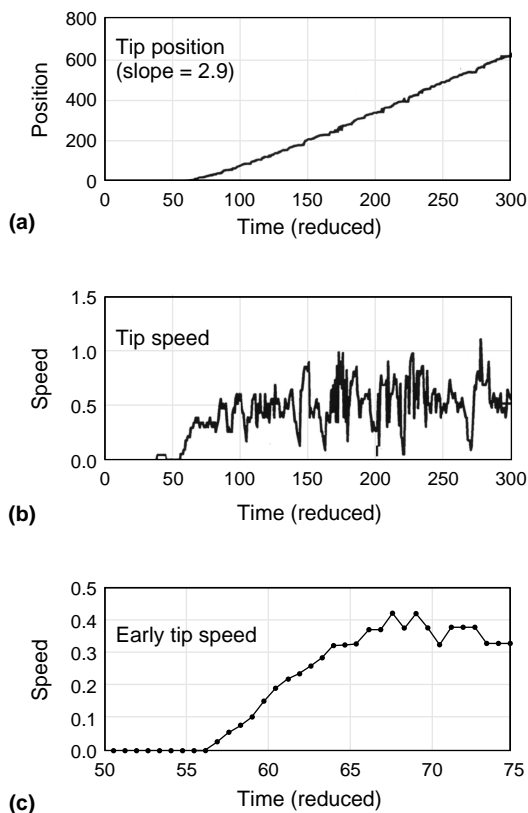 800
600
400
200
0
Position
Tip position
(slope = 2.9)
0 50 100 150 200 250 300
Time (reduced)
(a)
1.5
1.0
0.5
0.0
Speed
Tip speed
0 50 100 150 200 250 300
Time (reduced)
(b)
0.5
0.4
0.3
0.2
0.1
0.0
Speed
Early tip speed
50 55 60 65 70 75
Time (reduced)
(c)